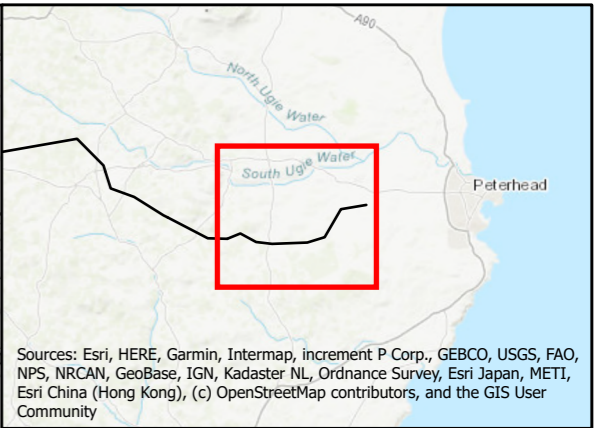 A90
North Ugie Water
South Ugie Water
Peterhead
Sources: Esri, HERE, Garmin, Intermap, increment P Corp., GEBCO, USGS, FAO,
NPS, NRCAN, GeoBase, IGN, Kadaster NL, Ordnance Survey, Esri Japan, METI,
Esri China (Hong Kong), (c) OpenStreetMap contributors, and the GIS User
Community